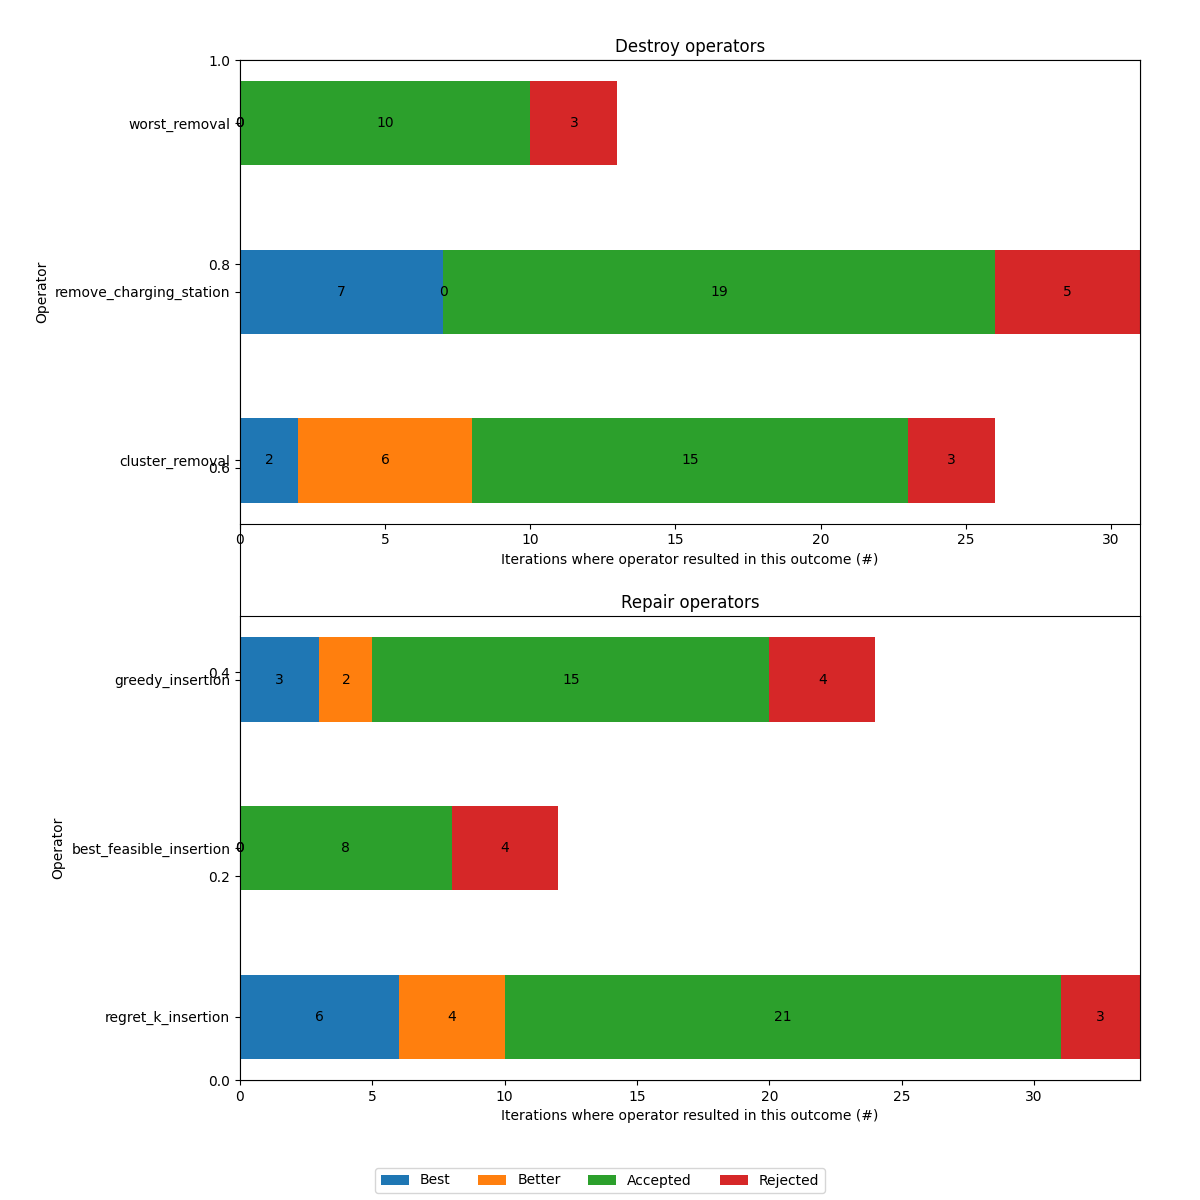 Destroy operators
1.0
worst_removal 0 0 10 3
0.8
Operator
remove_charging_station 7 0 19 5
cluster_removal 2 6 15 3
0.6
0 5 10 15 20 25 30
Iterations where operator resulted in this outcome (#)
Repair operators
0.4
greedy_insertion 3 2 15 4
Operator
best_feasible_insertion 0 0 8 4
0.2
regret_k_insertion 6 4 21 3
0.0
0 5 10 15 20 25 30
Iterations where operator resulted in this outcome (#)
Best Better Accepted Rejected